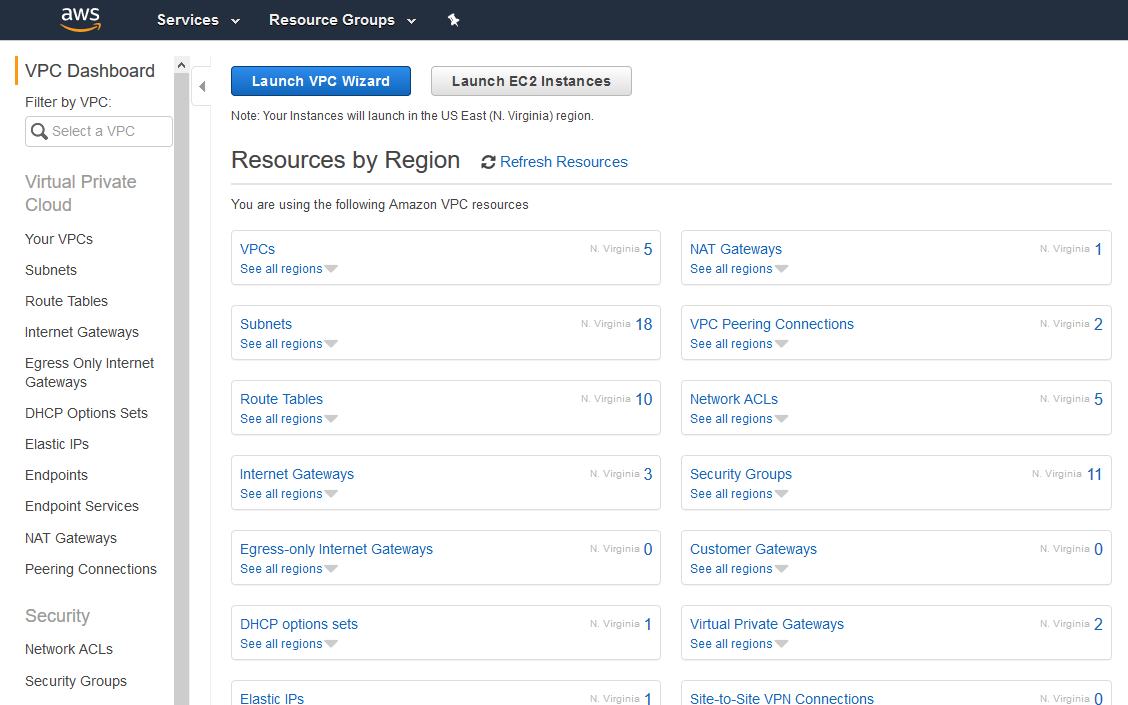 aws
Services
Resource Groups
VPC Dashboard
Filter by VPC:
Select a VPC
Virtual Private
Cloud
Your VPCs
Subnets
Route Tables
Internet Gateways
Egress Only Internet
Gateways
DHCP Options Sets
Elastic IPs
Endpoints
Endpoint Services
NAT Gateways
Peering Connections
Security
Network ACLs
Security Groups
Launch VPC Wizard
Launch EC2 Instances
Note: Your Instances will launch in the US East (N. Virginia) region.
Resources by Region
Refresh Resources
You are using the following Amazon VPC resources
VPCs N. Virginia 5
See all regions
NAT Gateways N. Virginia 1
See all regions
Subnets N. Virginia 18
See all regions
VPC Peering Connections N. Virginia 2
See all regions
Route Tables N. Virginia 10
See all regions
Network ACLs N. Virginia 5
See all regions
Internet Gateways N. Virginia 3
See all regions
Security Groups N. Virginia 11
See all regions
Egress-only Internet Gateways N. Virginia 0
See all regions
Customer Gateways N. Virginia 0
See all regions
DHCP options sets N. Virginia 1
See all regions
Virtual Private Gateways N. Virginia 2
See all regions
Elastic IPs N. Virginia 1
Site-to-Site VPN Connections N. Virginia 0